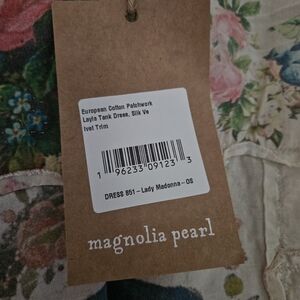 European Cotton Patchwork
Layla Tank Dress, Silk Ve
lvet Trim
1 96233 09123 3
DRESS 851 - Lady Madonna - OS
magnolia pearl